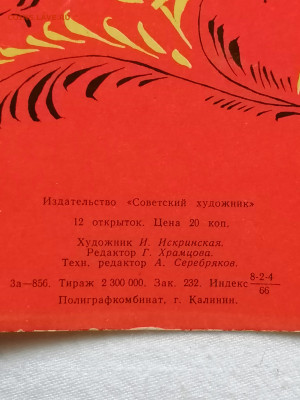 Издательство «Советский художник»
12 открыток. Цена 20 коп.
Художник И. Искринская.
Редактор Г. Храмцова.
Техн. редактор А. Серебряков.
За—856. Тираж 2 300 000. Зак. 232. Индекс 8-2-4/66
Полиграфкомбинат, г. Калинин.